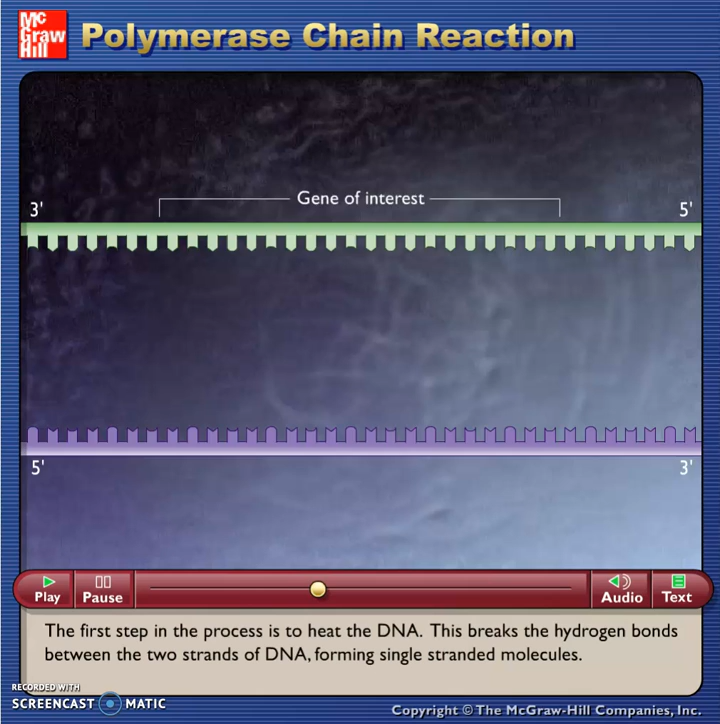 Mc
Graw
Hill
Polymerase Chain Reaction
Gene of interest
3' 5'
5' 3'
Play Pause Audio Text
The first step in the process is to heat the DNA. This breaks the hydrogen bonds
between the two strands of DNA, forming single stranded molecules.
RECORDED WITH
SCREENCAST MATIC
Copyright © The McGraw-Hill Companies, Inc.